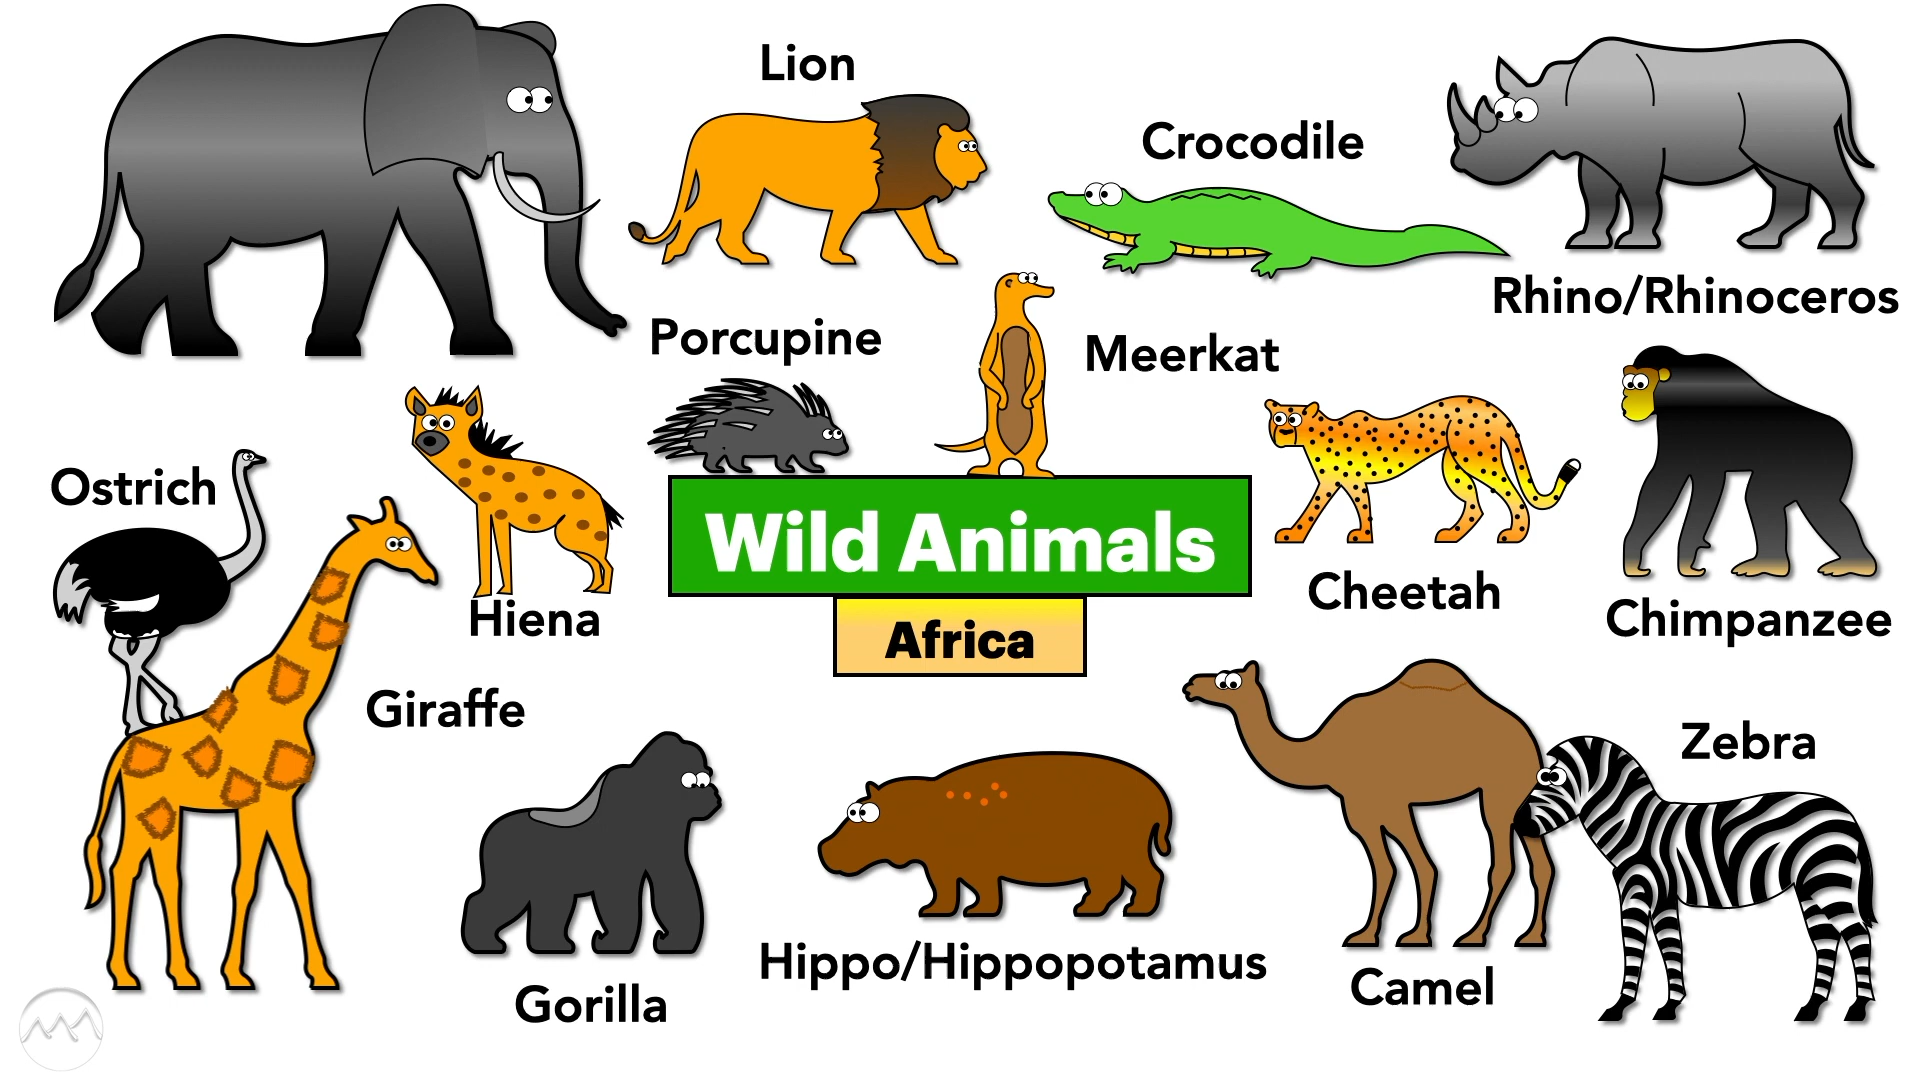 Lion
Crocodile
Rhino/Rhinoceros
Porcupine
Meerkat
Ostrich
Hiena
Wild Animals
Africa
Cheetah
Chimpanzee
Giraffe
Zebra
Gorilla
Hippo/Hippopotamus
Camel